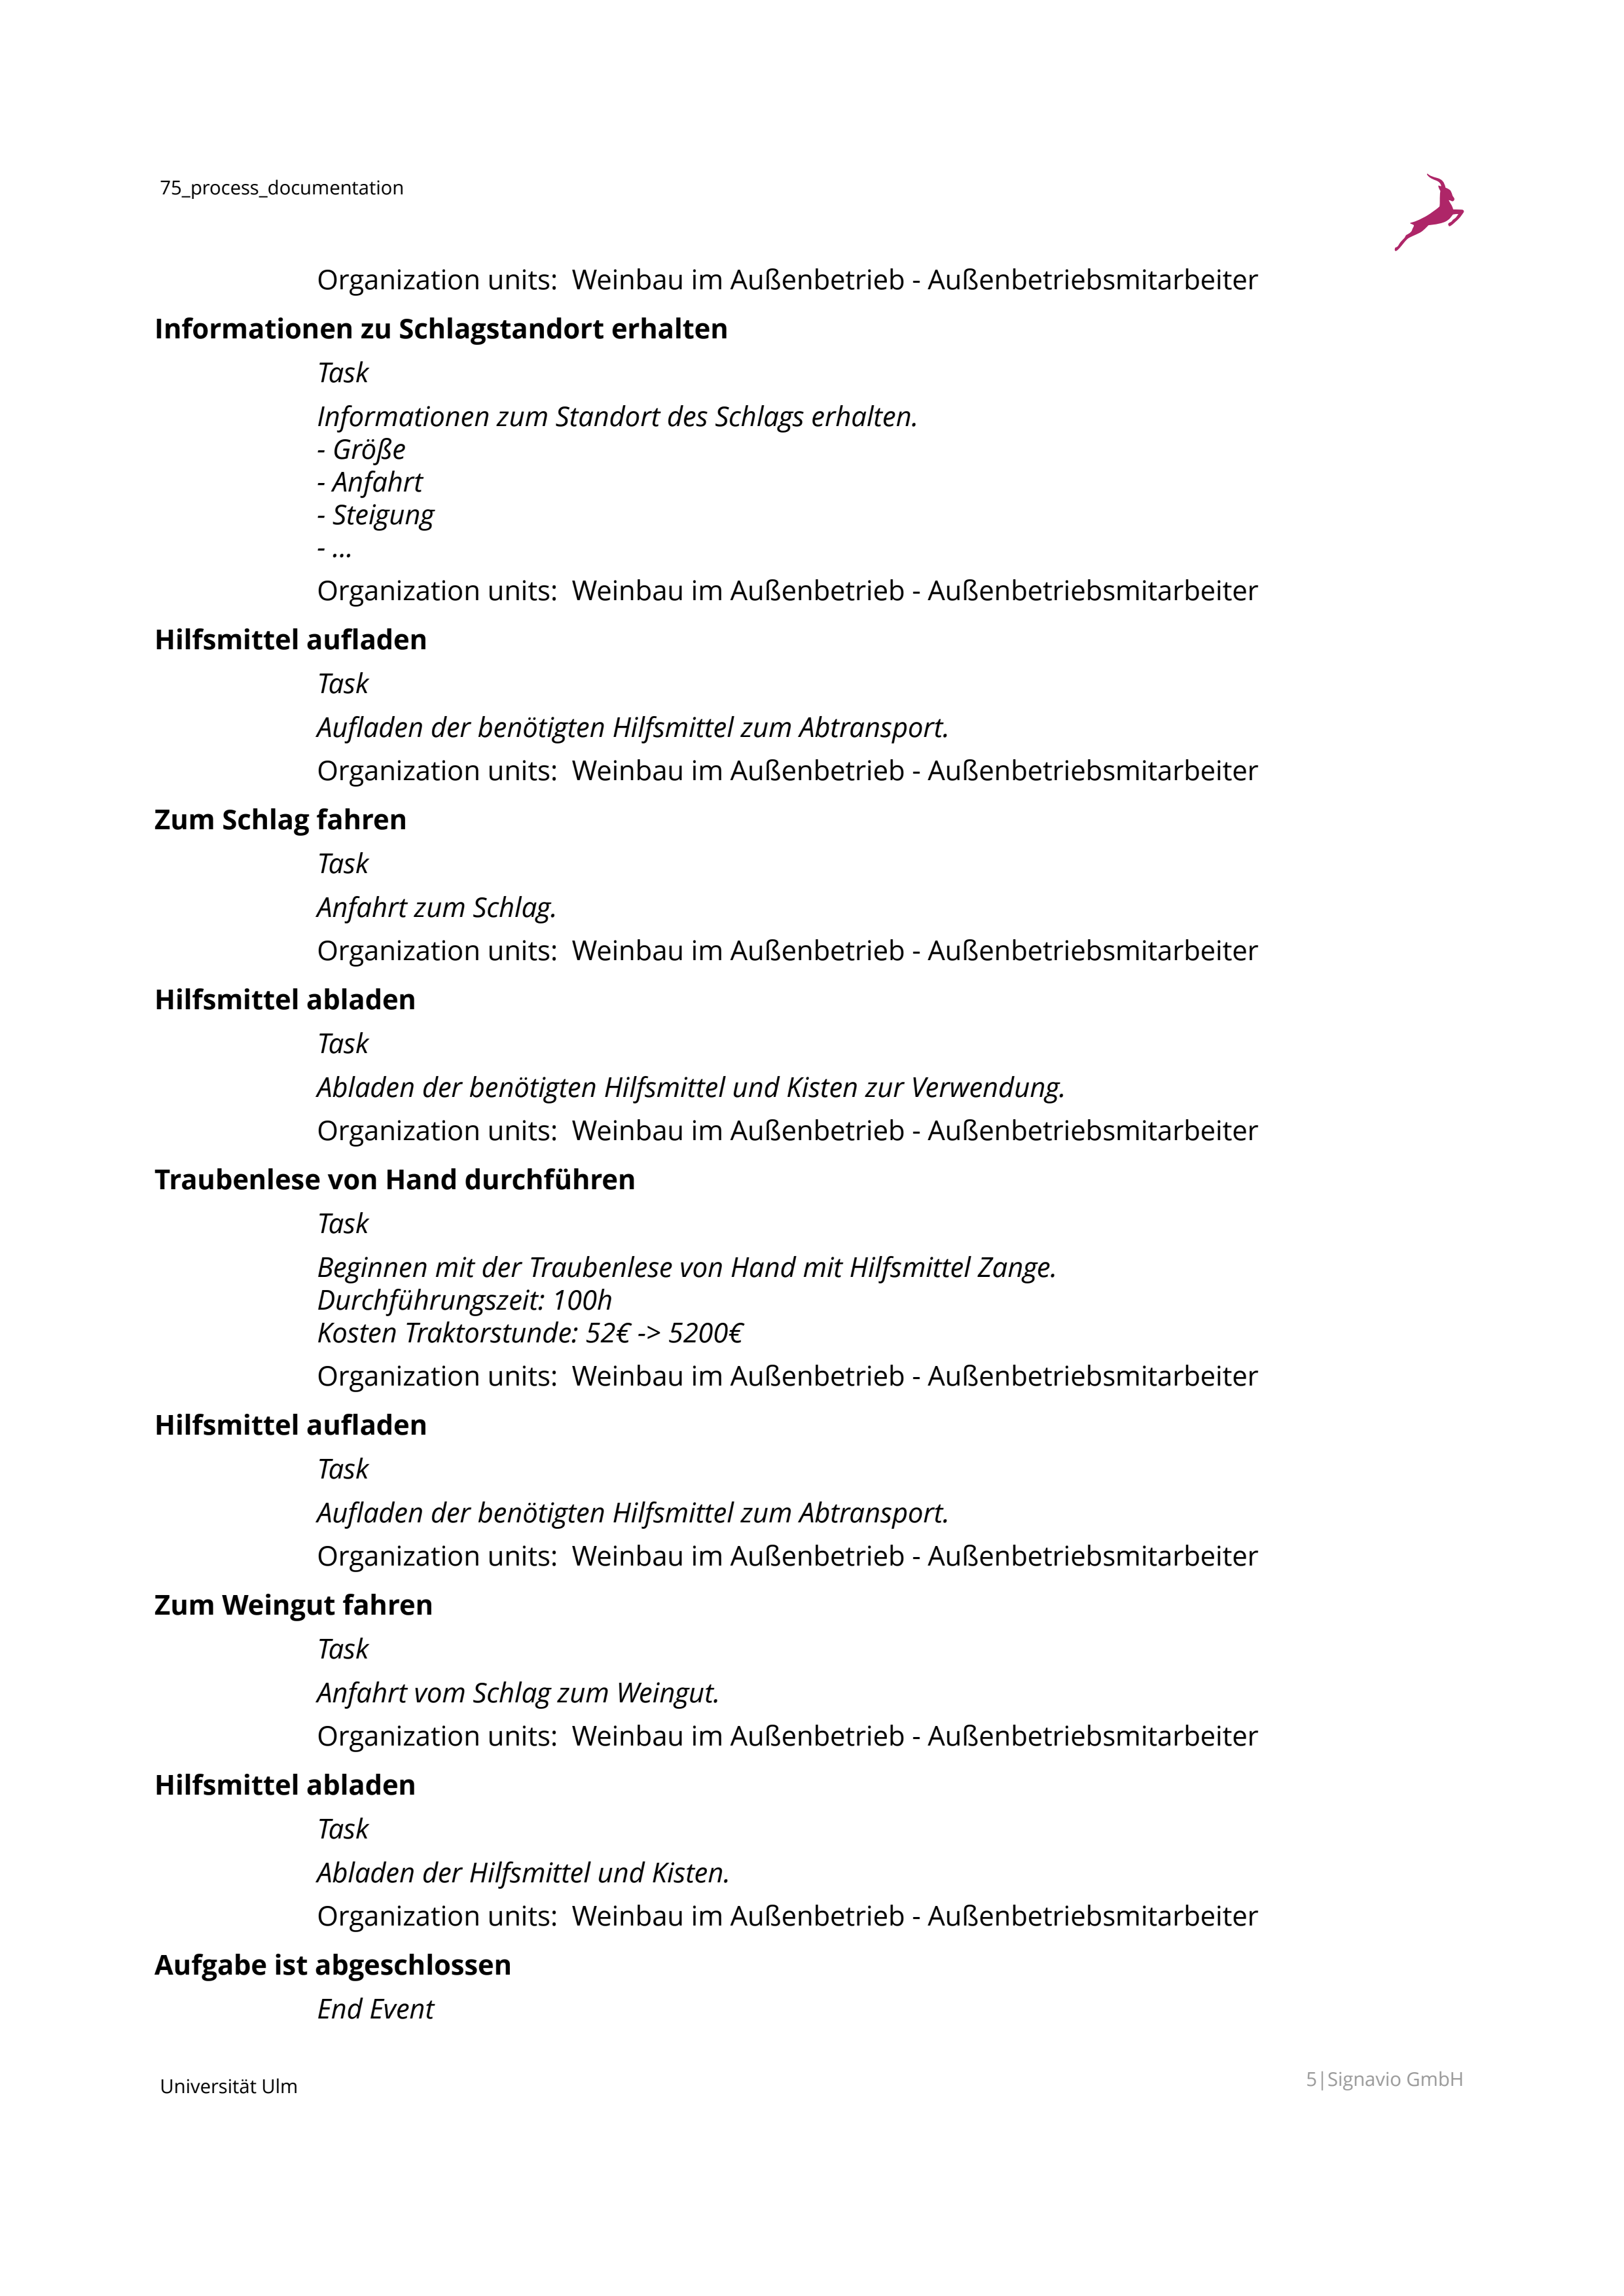 75_process_documentation
Organization units:  Weinbau im Außenbetrieb - Außenbetriebsmitarbeiter
Informationen zu Schlagstandort erhalten
Task
Informationen zum Standort des Schlags erhalten.
- Größe
- Anfahrt
- Steigung
- ...
Organization units:  Weinbau im Außenbetrieb - Außenbetriebsmitarbeiter
Hilfsmittel aufladen
Task
Aufladen der benötigten Hilfsmittel zum Abtransport.
Organization units:  Weinbau im Außenbetrieb - Außenbetriebsmitarbeiter
Zum Schlag fahren
Task
Anfahrt zum Schlag.
Organization units:  Weinbau im Außenbetrieb - Außenbetriebsmitarbeiter
Hilfsmittel abladen
Task
Abladen der benötigten Hilfsmittel und Kisten zur Verwendung.
Organization units:  Weinbau im Außenbetrieb - Außenbetriebsmitarbeiter
Traubenlese von Hand durchführen
Task
Beginnen mit der Traubenlese von Hand mit Hilfsmittel Zange.
Durchführungszeit: 100h
Kosten Traktorstunde: 52€ -> 5200€
Organization units:  Weinbau im Außenbetrieb - Außenbetriebsmitarbeiter
Hilfsmittel aufladen
Task
Aufladen der benötigten Hilfsmittel zum Abtransport.
Organization units:  Weinbau im Außenbetrieb - Außenbetriebsmitarbeiter
Zum Weingut fahren
Task
Anfahrt vom Schlag zum Weingut.
Organization units:  Weinbau im Außenbetrieb - Außenbetriebsmitarbeiter
Hilfsmittel abladen
Task
Abladen der Hilfsmittel und Kisten.
Organization units:  Weinbau im Außenbetrieb - Außenbetriebsmitarbeiter
Aufgabe ist abgeschlossen
End Event
Universität Ulm
5|Signavio GmbH